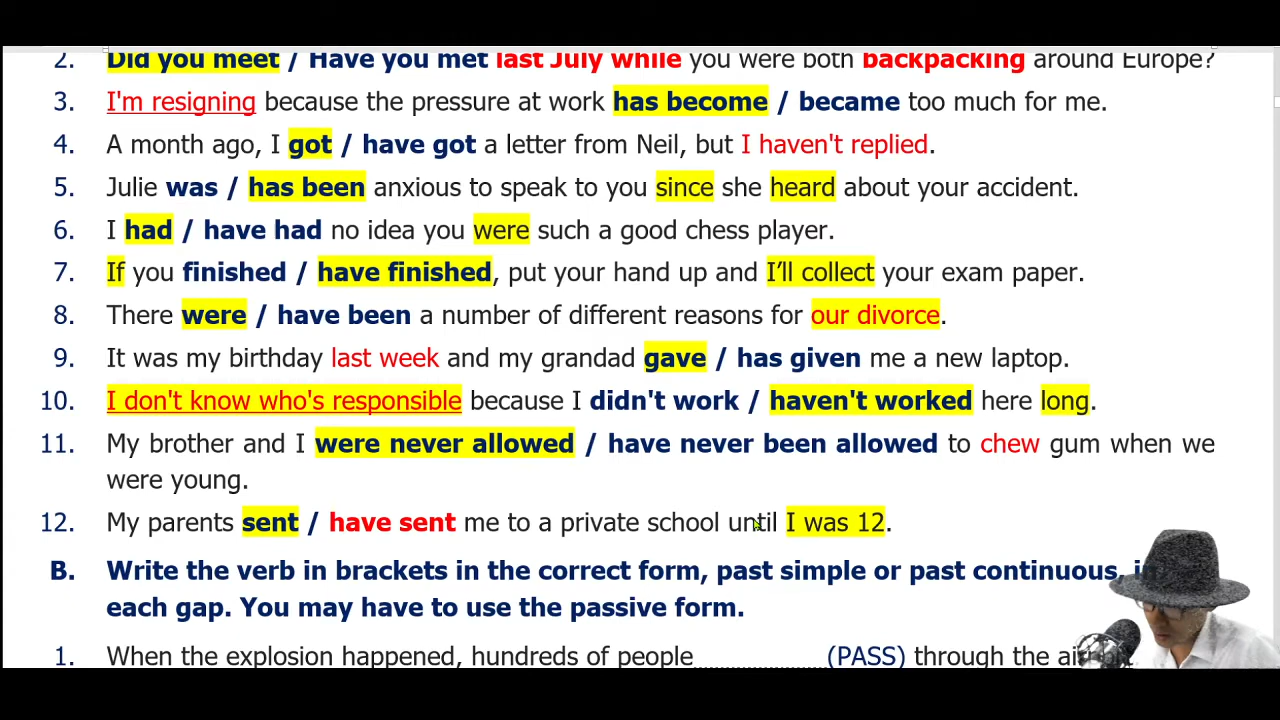 2. Did you meet / Have you met last July while you were both backpacking around Europe?
3. I'm resigning because the pressure at work has become / became too much for me.
4. A month ago, I got / have got a letter from Neil, but I haven't replied.
5. Julie was / has been anxious to speak to you since she heard about your accident.
6. I had / have had no idea you were such a good chess player.
7. If you finished / have finished, put your hand up and I’ll collect your exam paper.
8. There were / have been a number of different reasons for our divorce.
9. It was my birthday last week and my grandad gave / has given me a new laptop.
10. I don't know who's responsible because I didn't work / haven't worked here long.
11. My brother and I were never allowed / have never been allowed to chew gum when we
were young.
12. My parents sent / have sent me to a private school until I was 12.
B. Write the verb in brackets in the correct form, past simple or past continuous,
each gap. You may have to use the passive form.
1. When the explosion happened, hundreds of people ............... (PASS) through the